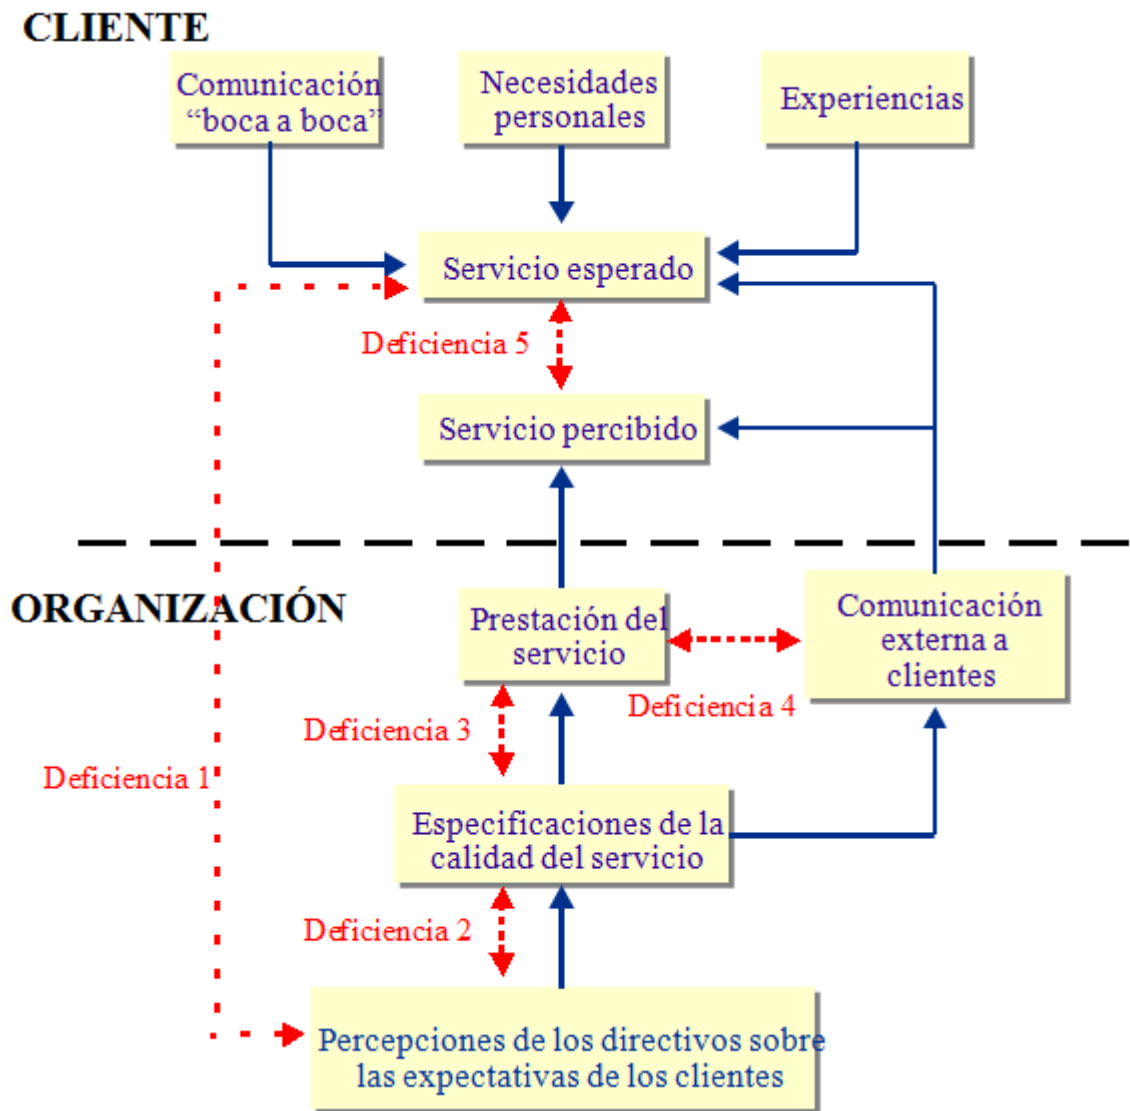 CLIENTE
Comunicación
“boca a boca”
Necesidades
personales
Experiencias
Servicio esperado
Deficiencia 5
Servicio percibido
ORGANIZACIÓN
Prestación del
servicio
Comunicación
externa a
clientes
Deficiencia 4
Deficiencia 3
Deficiencia 1
Especificaciones de la
calidad del servicio
Deficiencia 2
Percepciones de los directivos sobre
las expectativas de los clientes